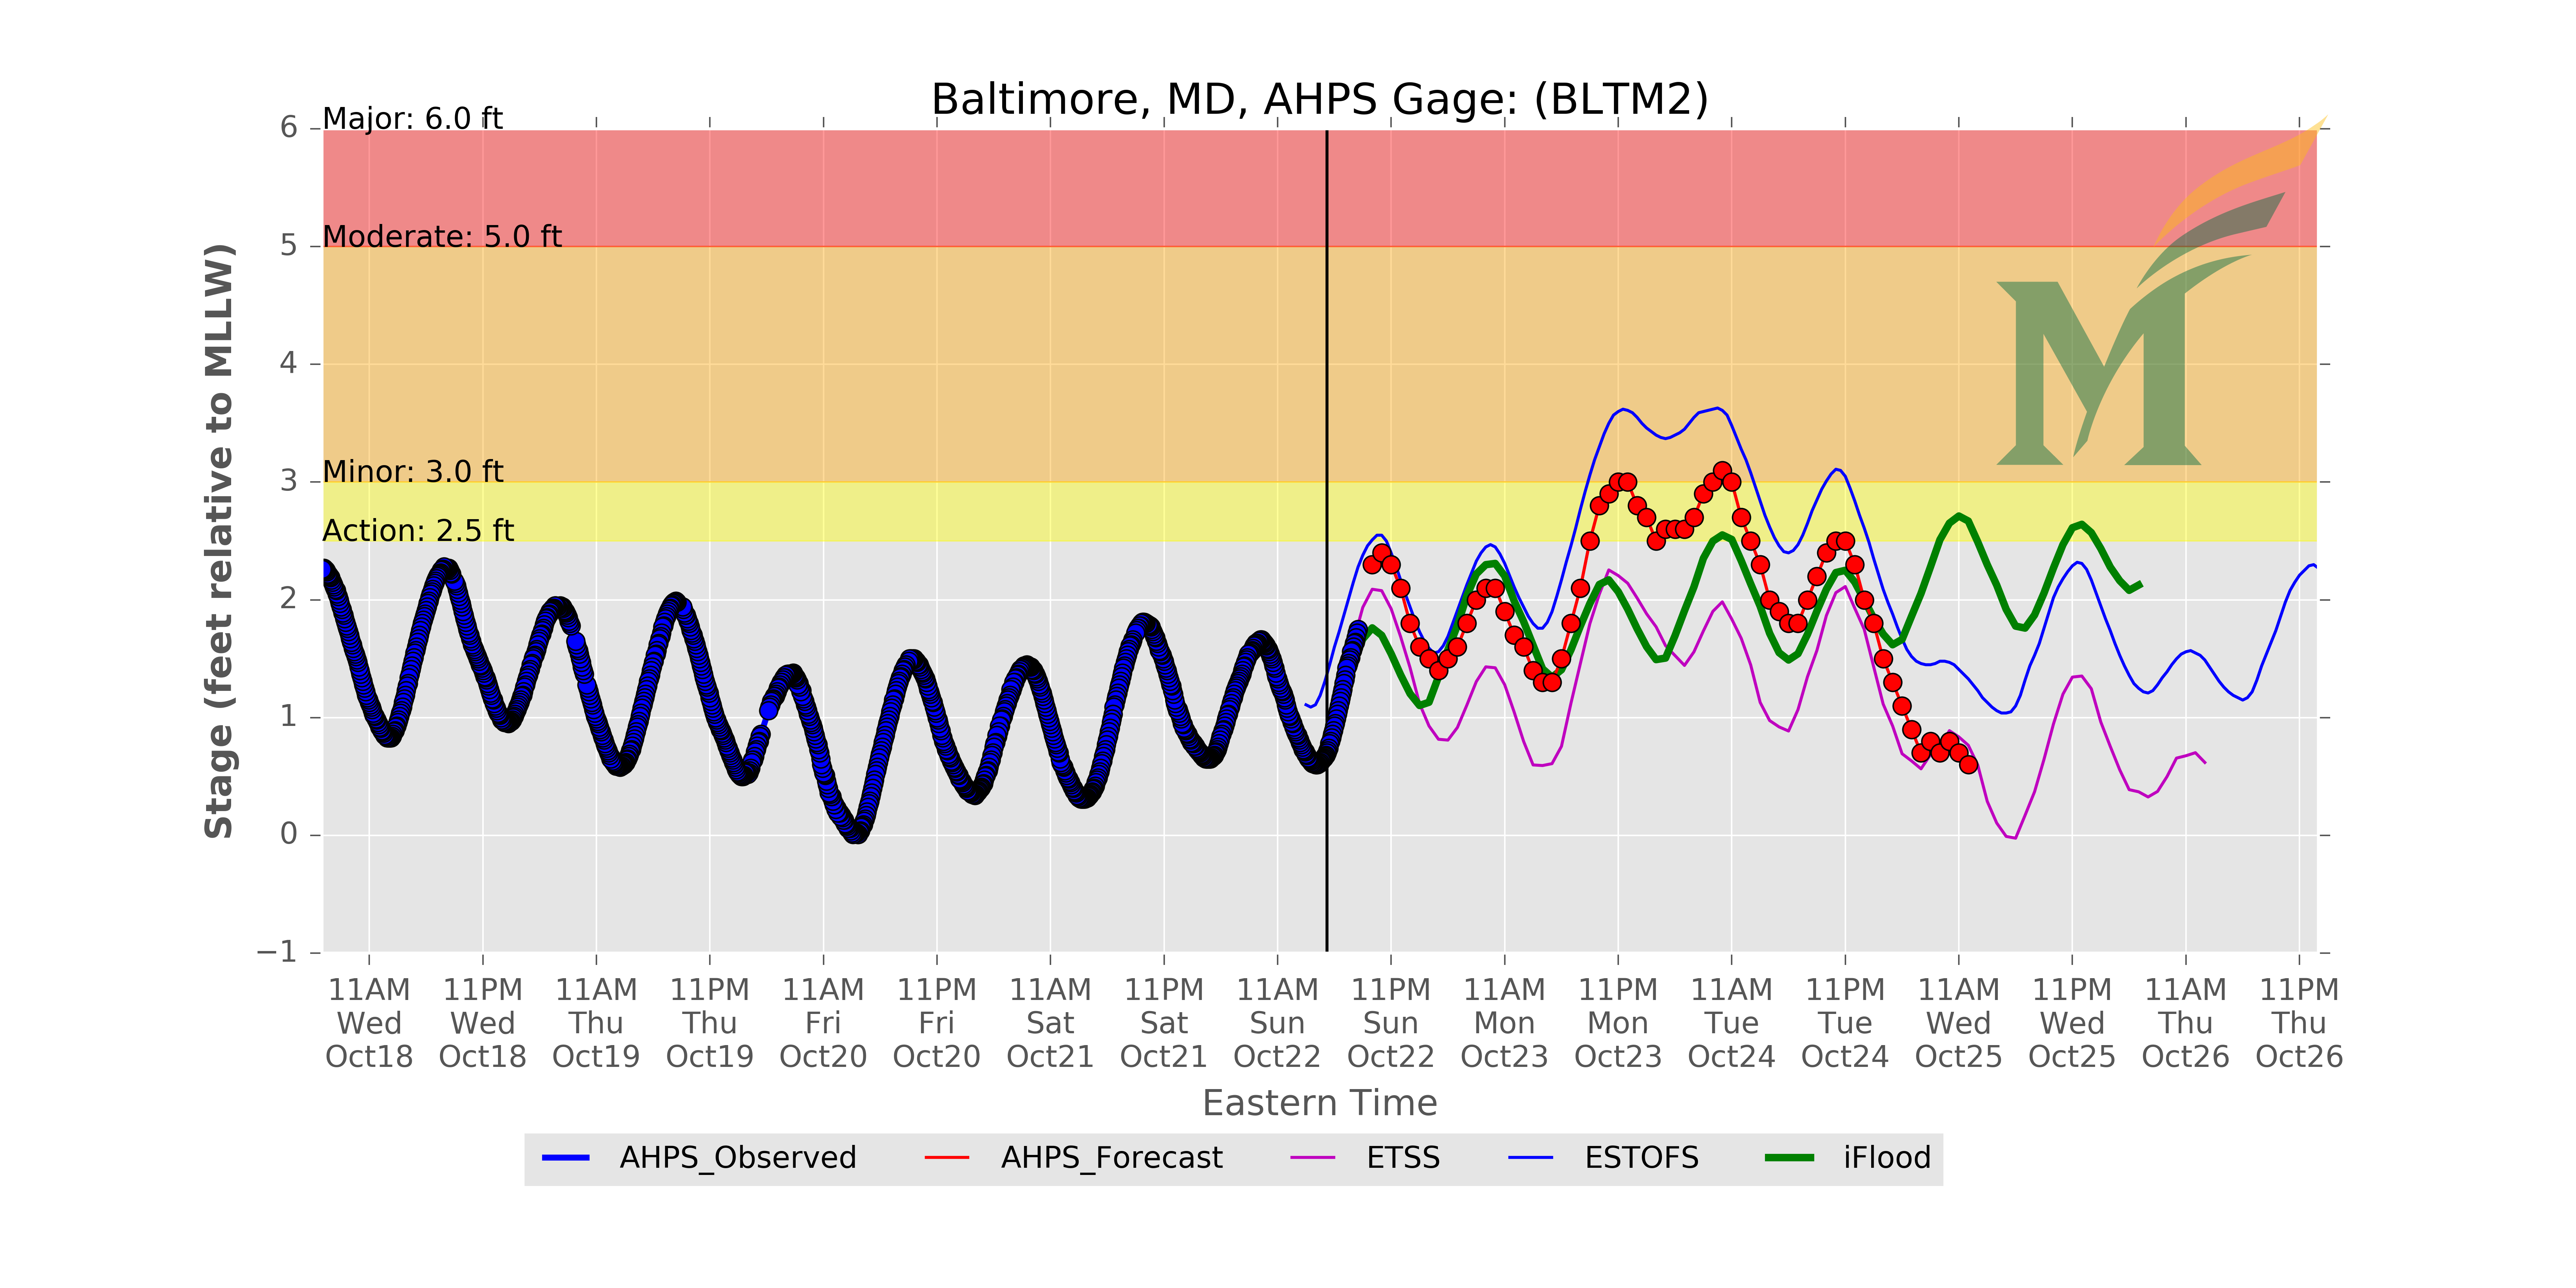 Baltimore, MD, AHPS Gage: (BLTM2)
Major: 6.0 ft
Moderate: 5.0 ft
Minor: 3.0 ft
Action: 2.5 ft
Stage (feet relative to MLLW)
6
5
4
3
2
1
0
−1
11AM 11PM 11AM 11PM 11AM 11PM 11AM 11PM 11AM 11PM 11AM 11PM 11AM 11PM 11AM 11PM 11AM 11PM
Wed Wed Thu Thu Fri Fri Sat Sat Sun Sun Mon Mon Tue Tue Wed Wed Thu Thu
Oct18 Oct18 Oct19 Oct19 Oct20 Oct20 Oct21 Oct21 Oct22 Oct22 Oct23 Oct23 Oct24 Oct24 Oct25 Oct25 Oct26 Oct26
Eastern Time
AHPS_Observed AHPS_Forecast ETSS ESTOFS iFlood
M